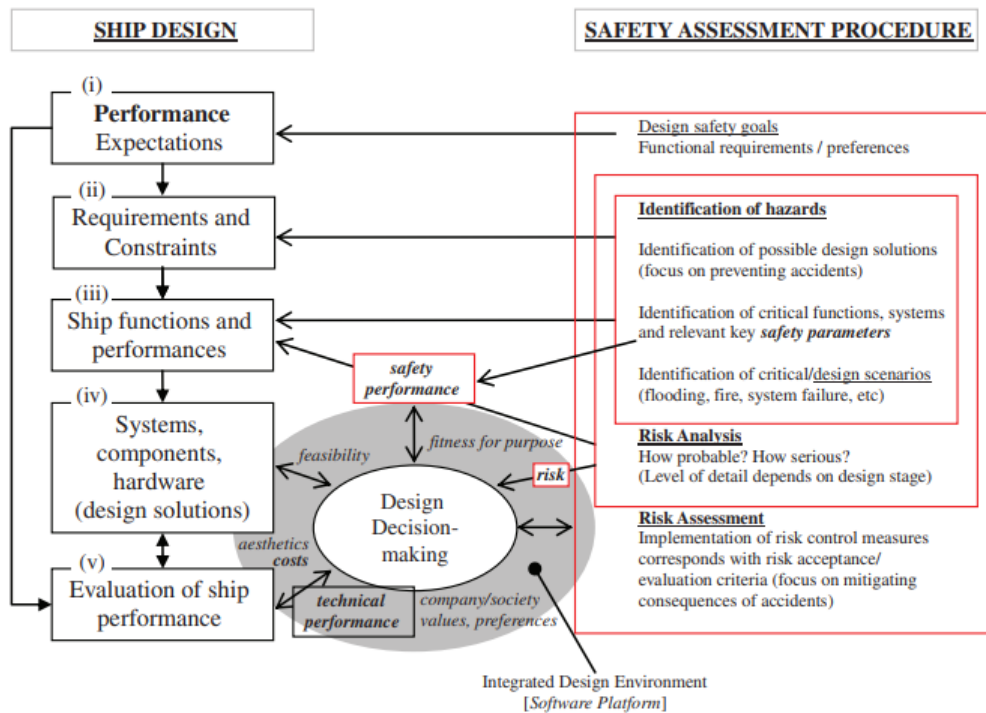 SHIP DESIGN
SAFETY ASSESSMENT PROCEDURE
(i)
Performance
Expectations
(ii)
Requirements and
Constraints
(iii)
Ship functions and
performances
(iv)
Systems,
components,
hardware
(design solutions)
(v)
Evaluation of ship
performance
safety
performance
feasibility
fitness for purpose
risk
Design
Decision-
making
aesthetics
costs
technical
performance
company/society
values, preferences
Design safety goals
Functional requirements / preferences
Identification of hazards
Identification of possible design solutions
(focus on preventing accidents)
Identification of critical functions, systems
and relevant key safety parameters
Identification of critical/design scenarios
(flooding, fire, system failure, etc)
Risk Analysis
How probable? How serious?
(Level of detail depends on design stage)
Risk Assessment
Implementation of risk control measures
corresponds with risk acceptance/
evaluation criteria (focus on mitigating
consequences of accidents)
Integrated Design Environment
[Software Platform]